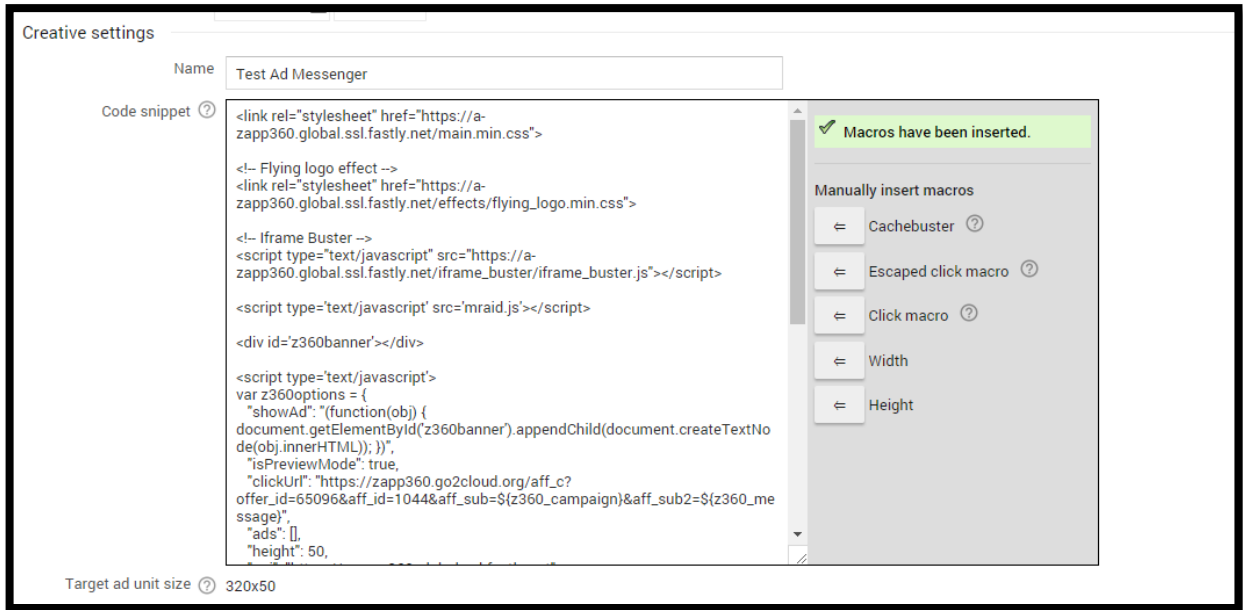 Creative settings
Name
Test Ad Messenger
Code snippet
<link rel="stylesheet" href="https://a-
zapp360.global.ssl.fastly.net/main.min.css">
<!-- Flying logo effect -->
<link rel="stylesheet" href="https://a-
zapp360.global.ssl.fastly.net/effects/flying_logo.min.css">
<!-- Iframe Buster -->
<script type="text/javascript" src="https://a-
zapp360.global.ssl.fastly.net/iframe_buster/iframe_buster.js"></script>
<script type='text/javascript' src='mraid.js'></script>
<div id='z360banner'></div>
<script type='text/javascript'>
var z360options = {
"showAd": "(function(obj) {
document.getElementById('z360banner').appendChild(document.createTextNo
de(obj.innerHTML)); })",
"isPreviewMode": true,
"clickUrl": "https://zapp360.go2cloud.org/aff_c?
offer_id=65096&aff_id=1044&aff_sub=${z360_campaign}&aff_sub2=${z360_me
ssage}",
"ads": [],
"height": 50,
Macros have been inserted.
Manually insert macros
Cachebuster
Escaped click macro
Click macro
Width
Height
Target ad unit size
320x50